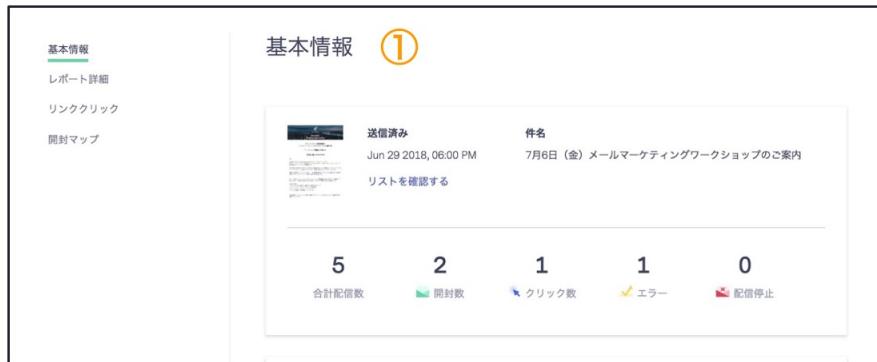 基本情報
レポート詳細
リンククリック
開封マップ
基本情報 ①
送信済み
Jun 29 2018, 06:00 PM
リストを確認する
件名
7月6日（金）メールマーケティングワークショップのご案内
5
合計配信数
2
開封数
1
クリック数
1
エラー
0
配信停止